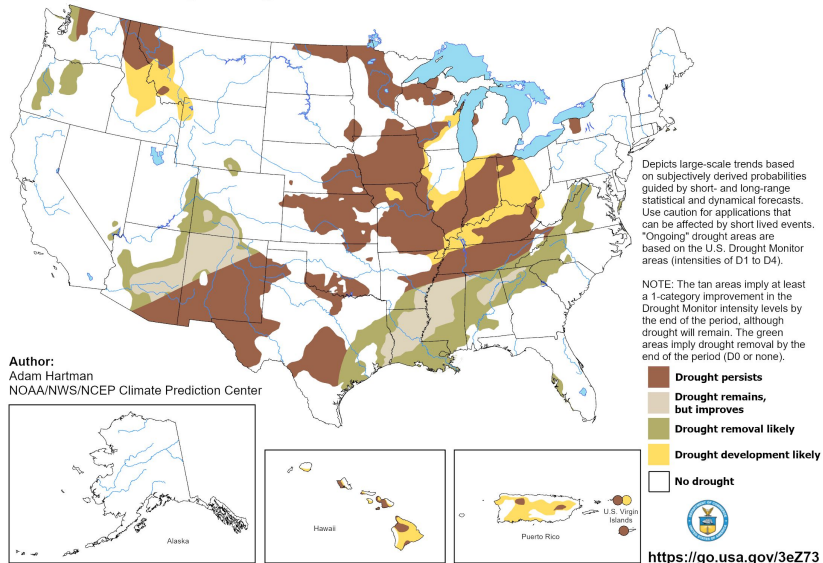 Depicts large-scale trends based
on subjectively derived probabilities
guided by short- and long-range
statistical and dynamical forecasts.
Use caution for applications that
can be affected by short lived events.
"Ongoing" drought areas are
based on the U.S. Drought Monitor
areas (intensities of D1 to D4).
NOTE: The tan areas imply at least
a 1-category improvement in the
Drought Monitor intensity levels by
the end of the period, although
drought will remain. The green
areas imply drought removal by the
end of the period (D0 or none).
Author:
Adam Hartman
NOAA/NWS/NCEP Climate Prediction Center
Drought persists
Drought remains,
but improves
Drought removal likely
Drought development likely
No drought
Alaska
Hawaii
Puerto Rico
U.S. Virgin
Islands
https://go.usa.gov/3eZ73